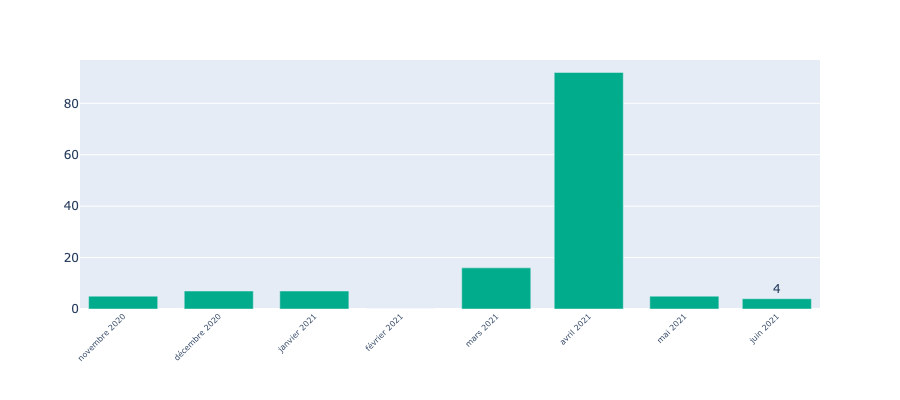 80
60
40
20
0
4
novembre 2020
décembre 2020
janvier 2021
février 2021
mars 2021
avril 2021
mai 2021
juin 2021